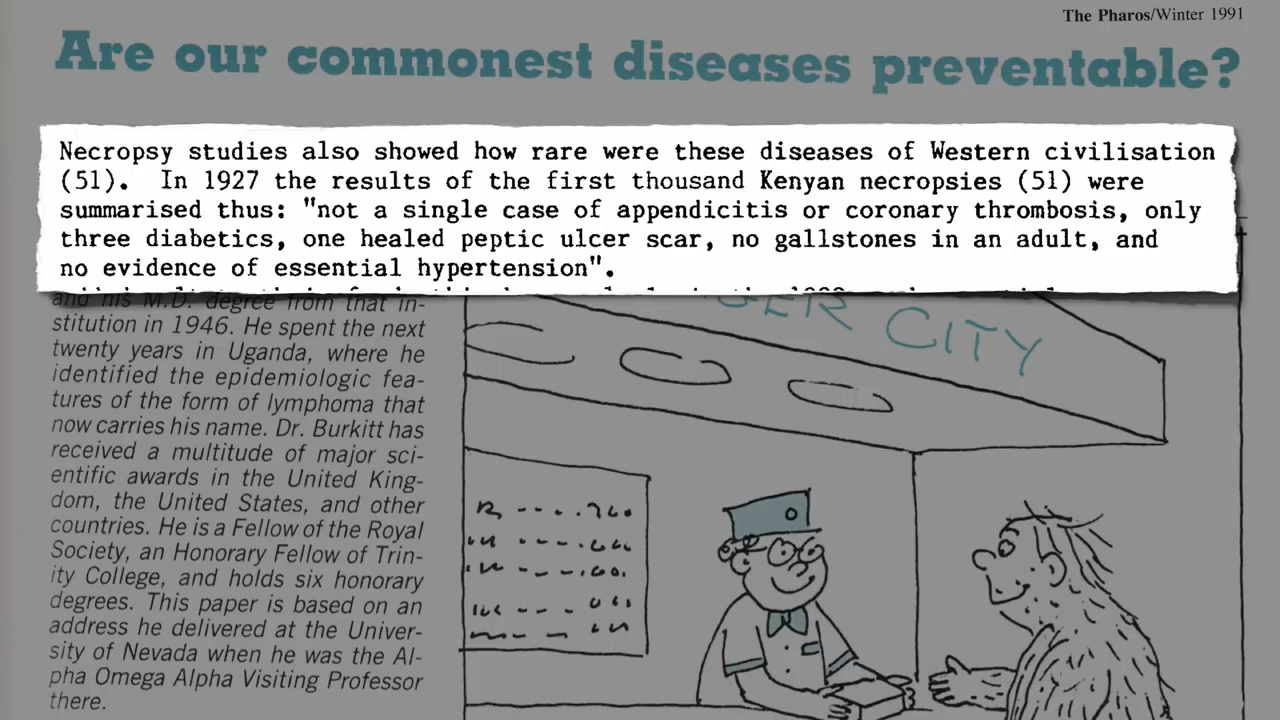 The Pharos/Winter 1991
Are our commonest diseases preventable?
Necropsy studies also showed how rare were these diseases of Western civilisation
(51). In 1927 the results of the first thousand Kenyan necropsies (51) were
summarised thus: "not a single case of appendicitis or coronary thrombosis, only
three diabetics, one healed peptic ulcer scar, no gallstones in an adult, and
no evidence of essential hypertension".
and his M.D. degree from that in-
stitution in 1946. He spent the next
twenty years in Uganda, where he
identified the epidemiologic fea-
tures of the form of lymphoma that
now carries his name. Dr. Burkitt has
received a multitude of major sci-
entific awards in the United King-
dom, the United States, and other
countries. He is a Fellow of the Royal
Society, an Honorary Fellow of Trin-
ity College, and holds six honorary
degrees. This paper is based on an
address he delivered at the Univer-
sity of Nevada when he was the Al-
pha Omega Alpha Visiting Professor
there.
CITY